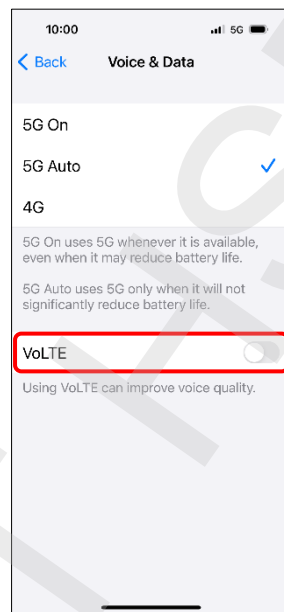 10:00
5G
Back
Voice & Data
5G On
5G Auto
4G
5G On uses 5G whenever it is available,
even when it may reduce battery life.
5G Auto uses 5G only when it will not
significantly reduce battery life.
VoLTE
Using VoLTE can improve voice quality.